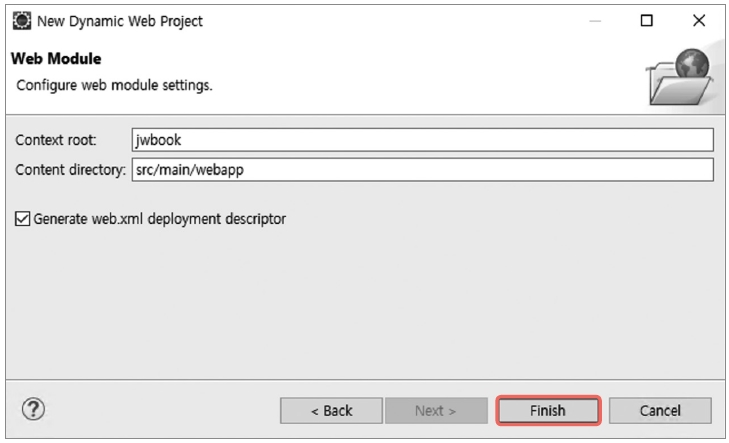 New Dynamic Web Project
Web Module
Configure web module settings.
Context root: jwbook
Content directory: src/main/webapp
Generate web.xml deployment descriptor
? < Back Next > Finish Cancel